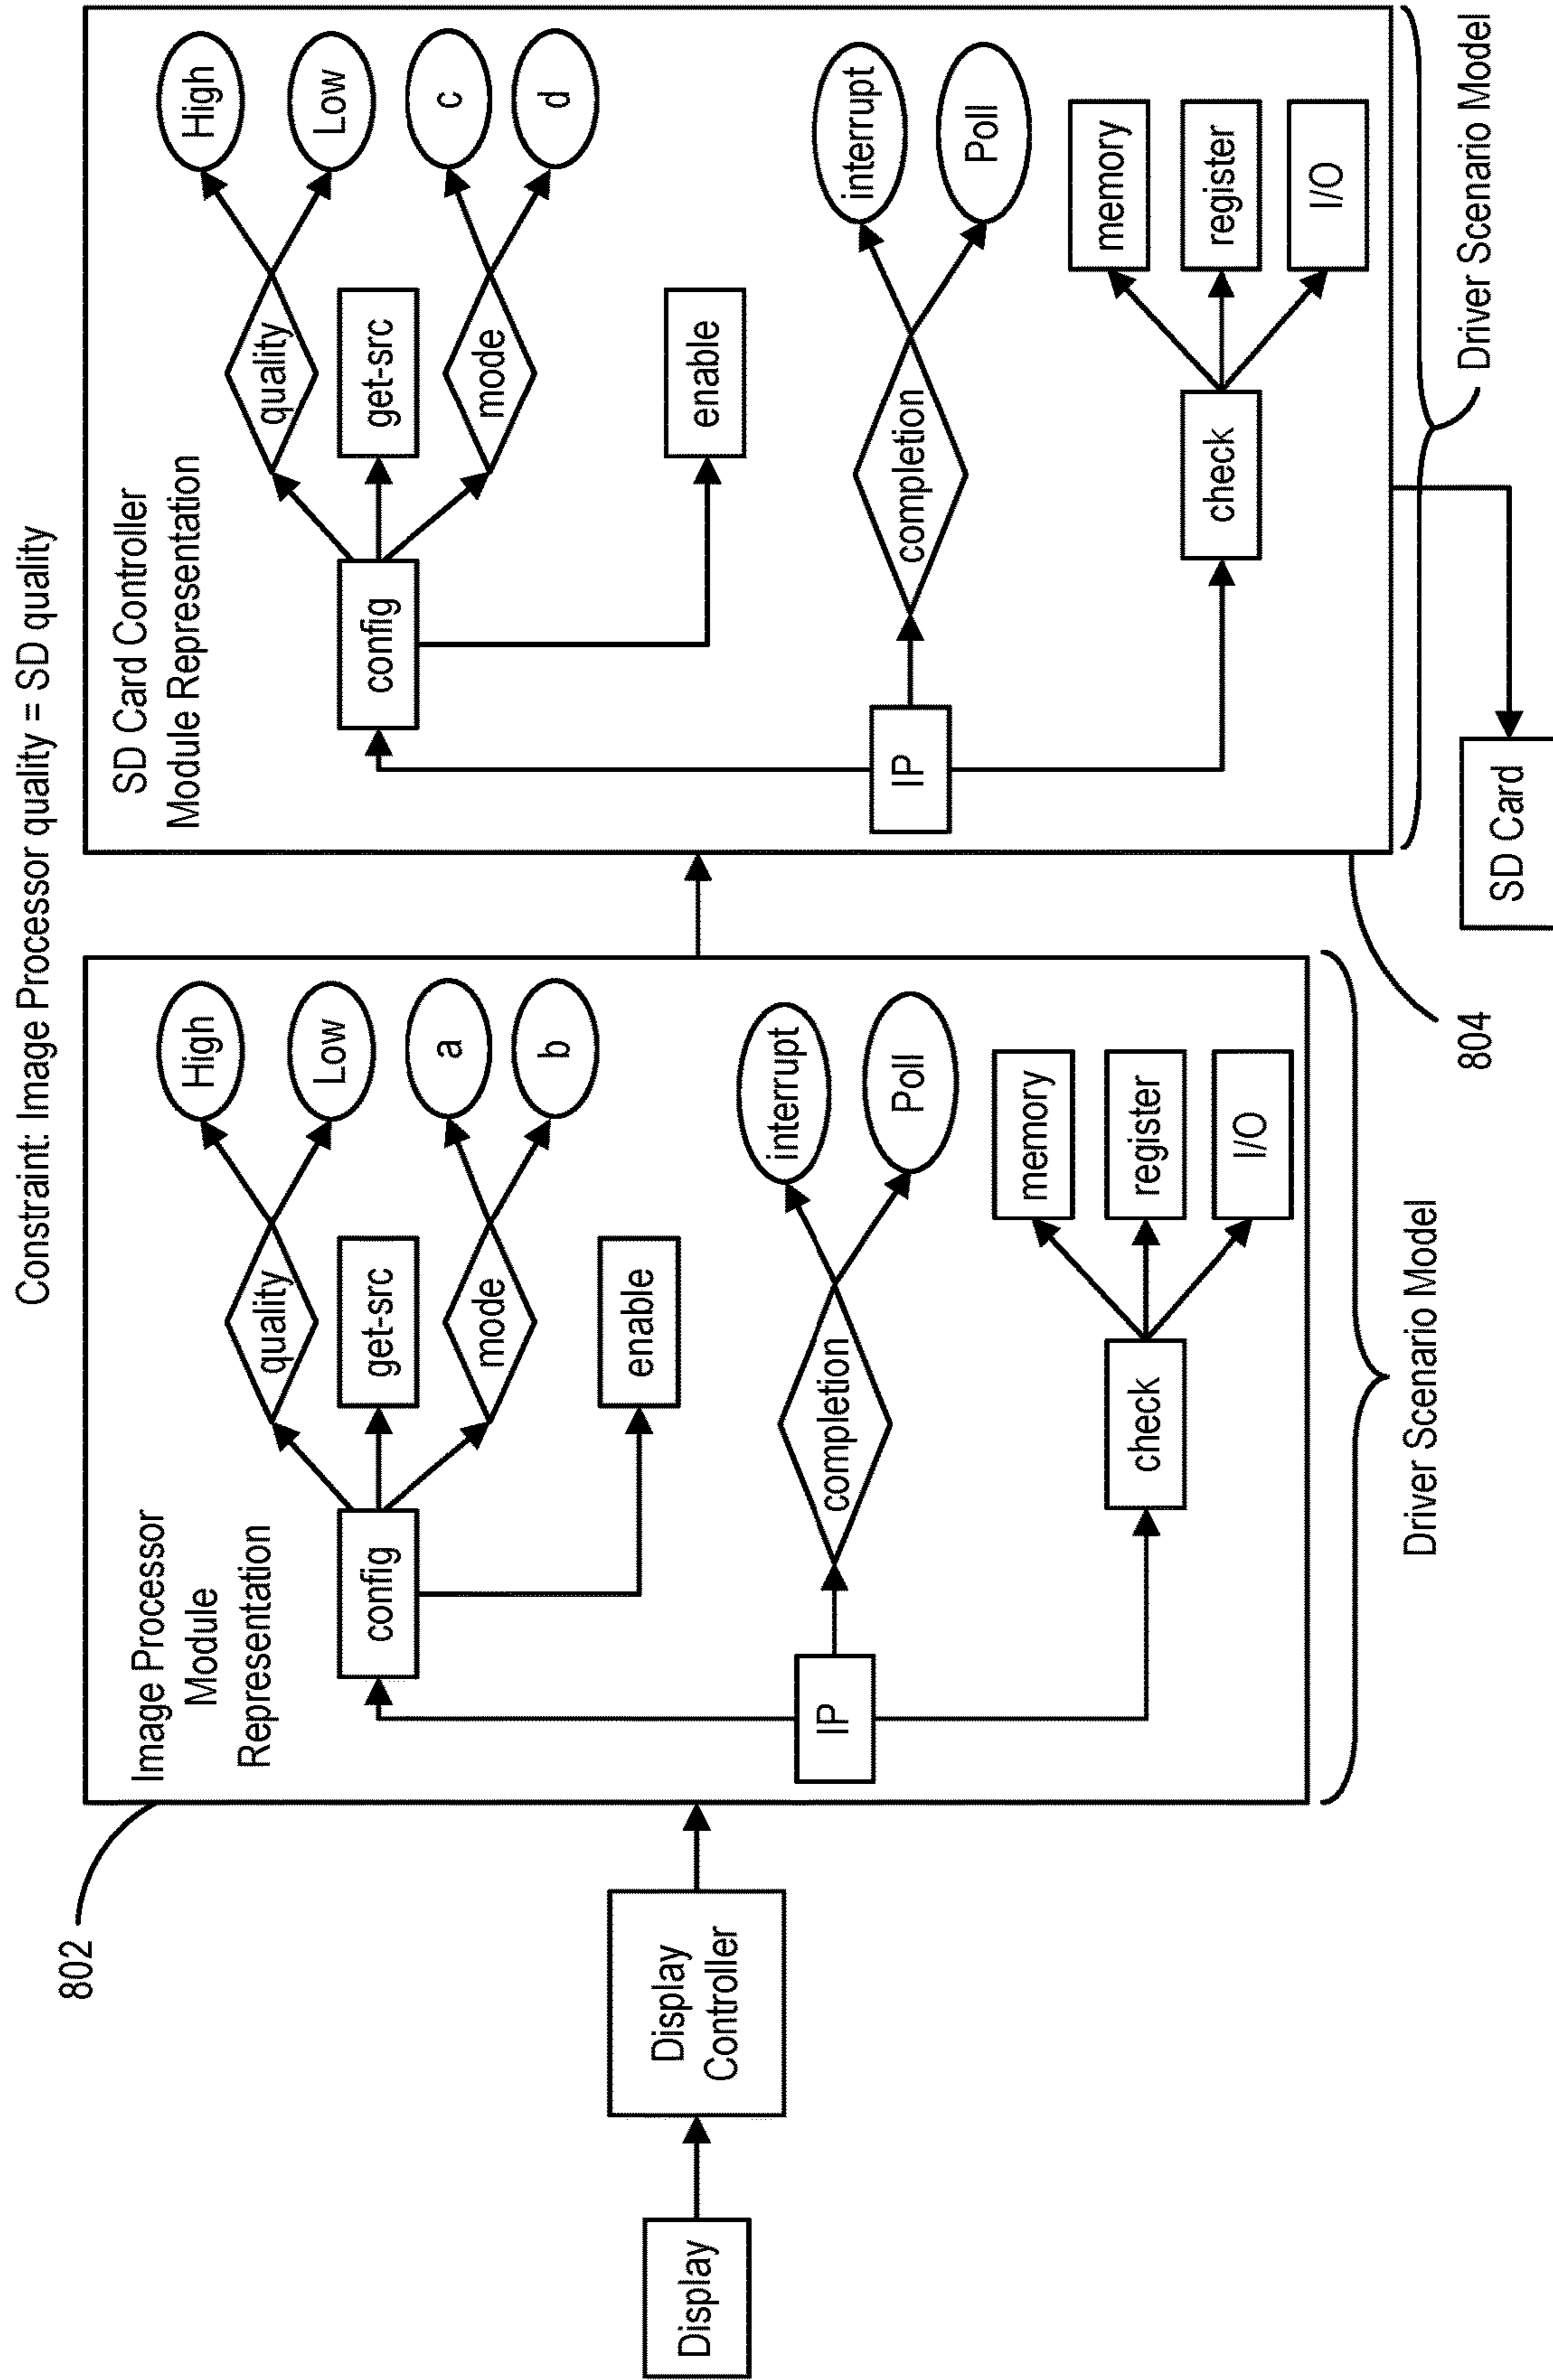 Constraint: Image Processor quality = SD quality
802
Image Processor
Module
Representation
config
quality
High
Low
get-src
mode
a
b
enable
IP
completion
interrupt
Poll
check
memory
register
I/O
Driver Scenario Model
Display
Display
Controller
SD Card Controller
Module Representation
config
quality
High
Low
get-src
mode
c
d
enable
IP
completion
interrupt
Poll
check
memory
register
I/O
804
Driver Scenario Model
SD Card